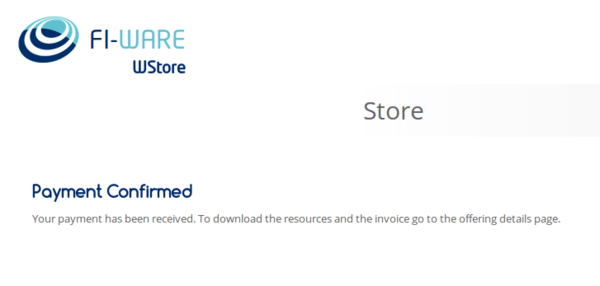 FI-WARE
WStore
Store
Payment Confirmed
Your payment has been received. To download the resources and the invoice go to the offering details page.